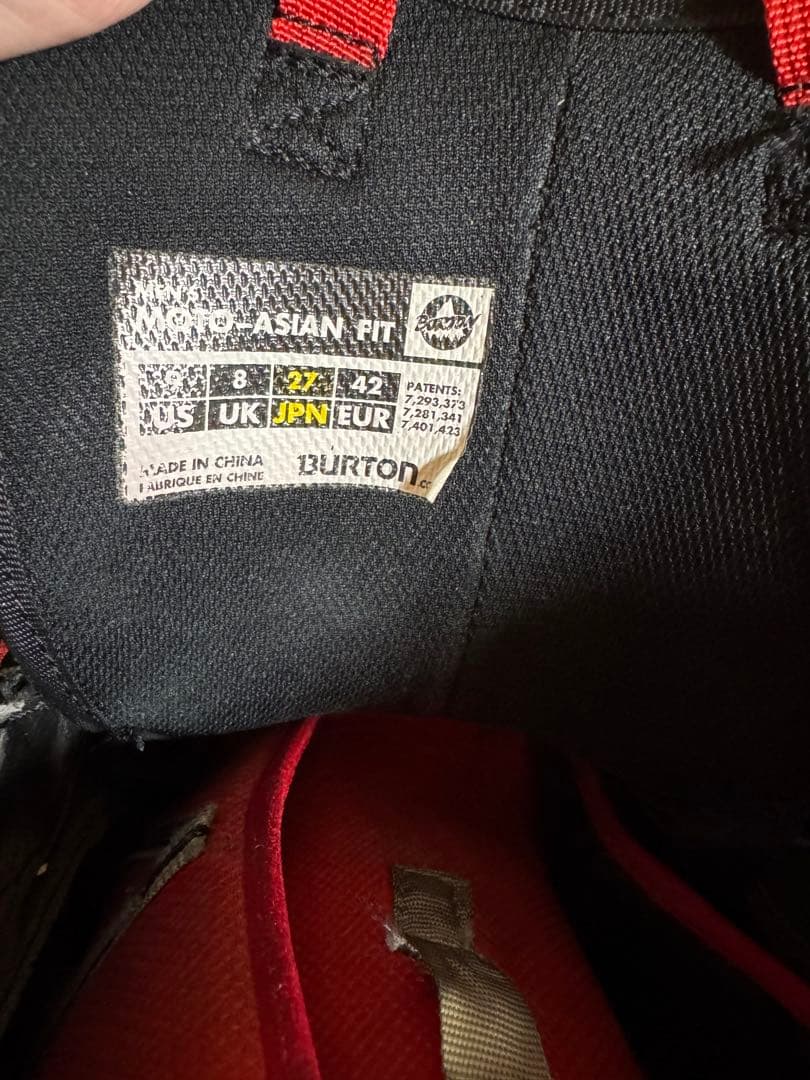 MEN'S
MOTO-ASIAN FIT
9 8 27 42
US UK JPN EUR
PATENTS:
7,293,373
7,281,341
7,401,423
MADE IN CHINA
FABRIQUE EN CHINE
BURTON